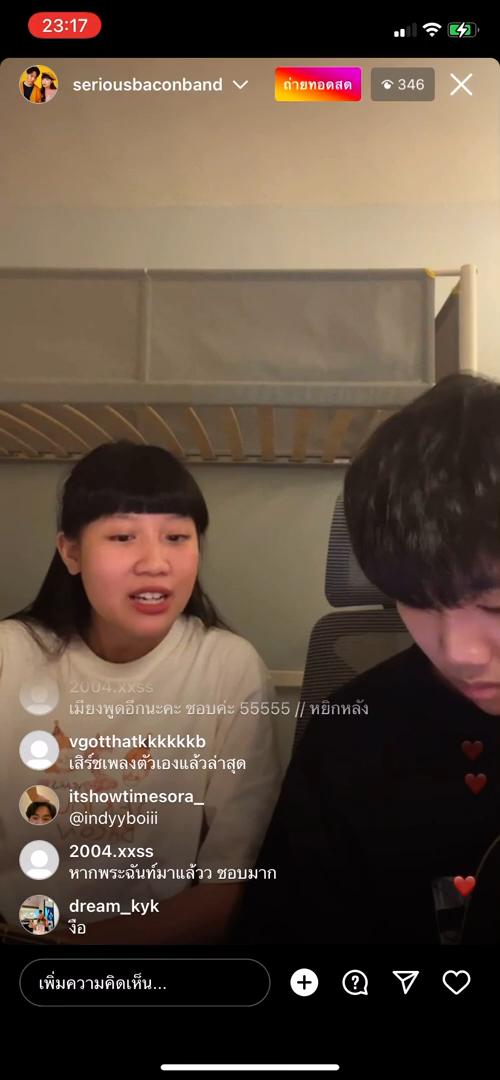 23:17
seriousbaconband
ถ่ายทอดสด
346
2004.xxss
เมียงพูดอีกนะคะ ชอบค่ะ 55555 // หยิกหลัง
vgotthatkkkkkkb
เสิร์ชเพลงตัวเองแล้วล่าสุด
itshowtimesora_
@indyyboiii
2004.xxss
หากพระฉันท์มาแล้วว ชอบมาก
dream_kyk
งือ
เพิ่มความคิดเห็น...